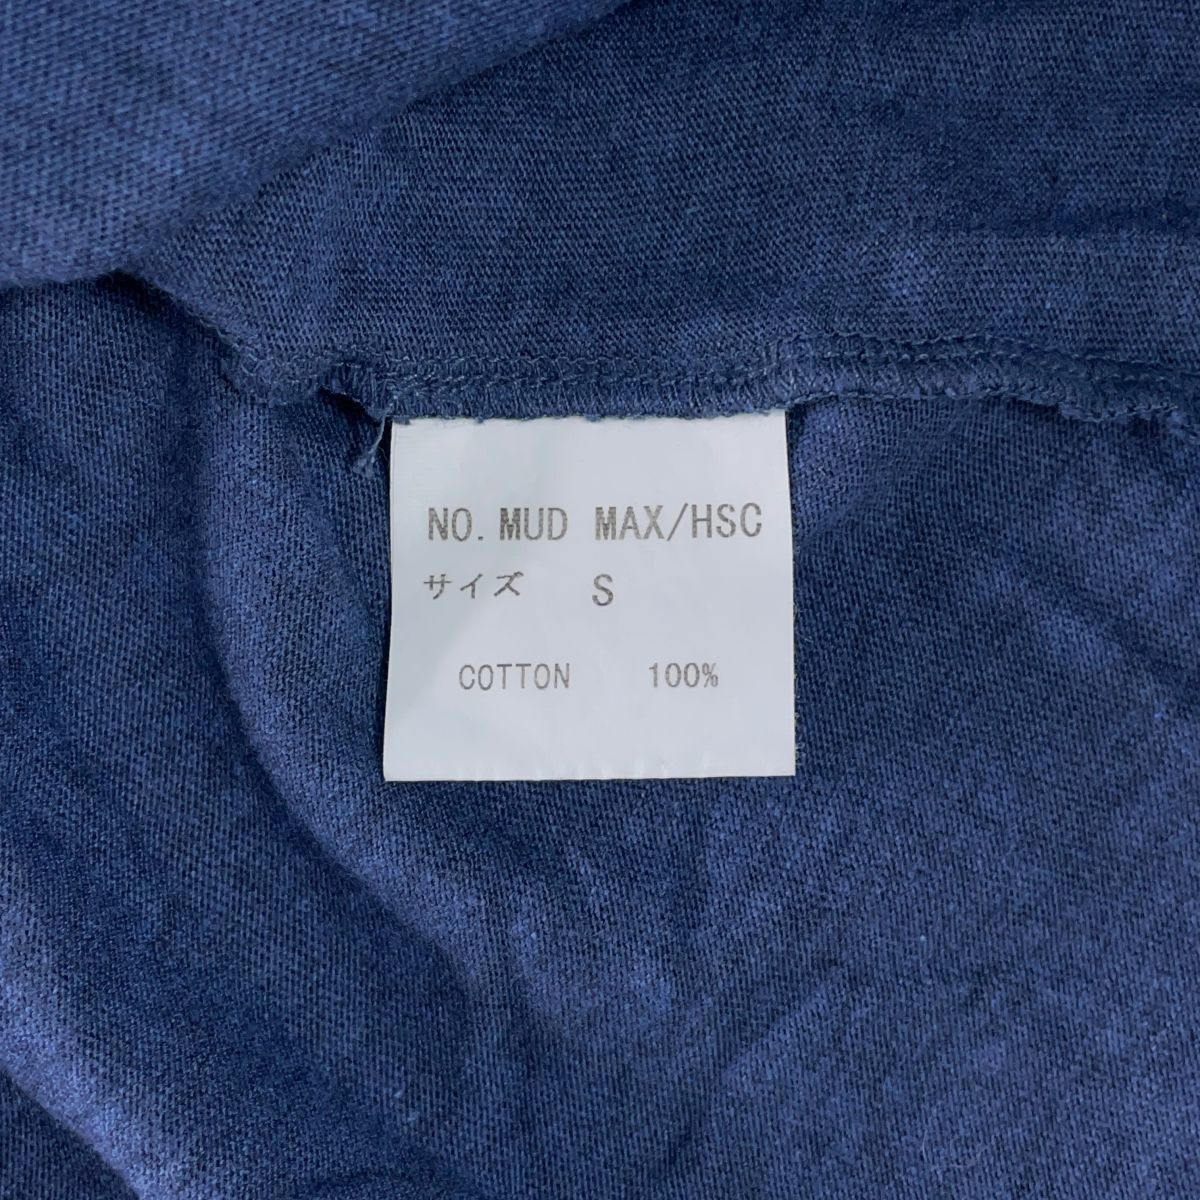 NO. MUD MAX/HSC
サイズ S
COTTON 100%